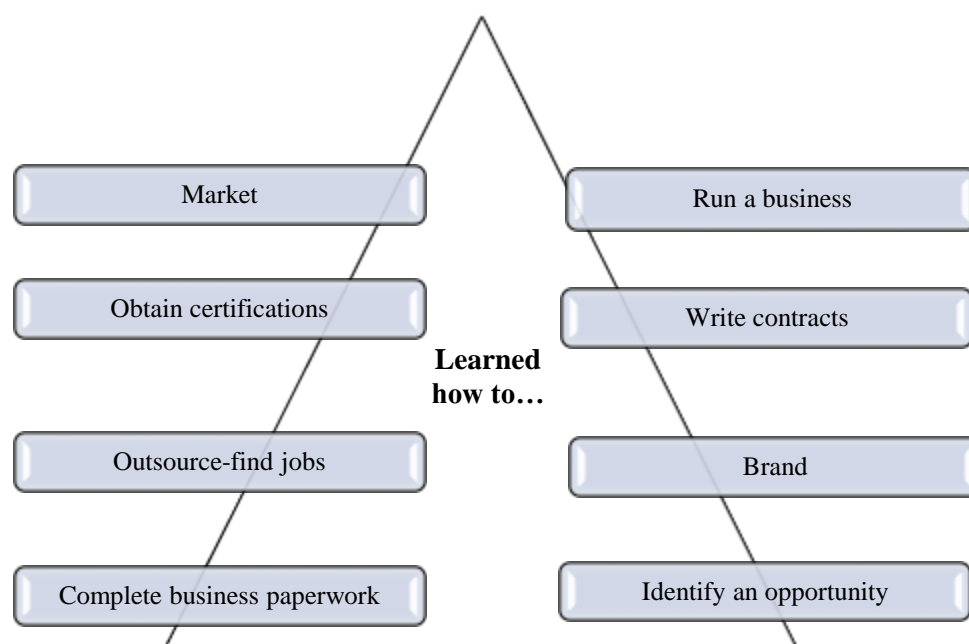 Market
Run a business
Obtain certifications
Write contracts
Learned
how to…
Outsource-find jobs
Brand
Complete business paperwork
Identify an opportunity